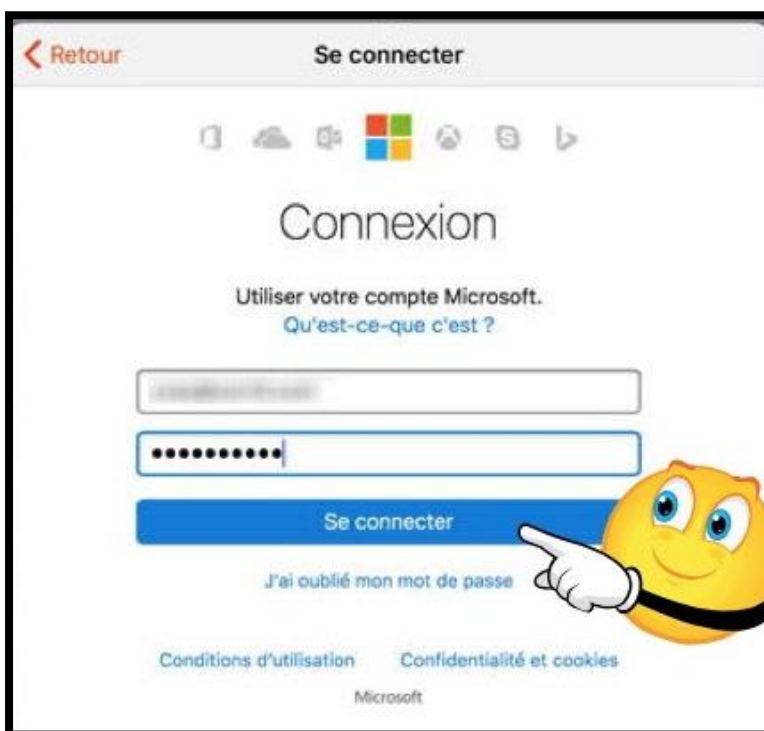 Retour
Se connecter
Connexion
Utiliser votre compte Microsoft.
Qu'est-ce-que c'est ?
Se connecter
J'ai oublié mon mot de passe
Conditions d'utilisation
Confidentialité et cookies
Microsoft